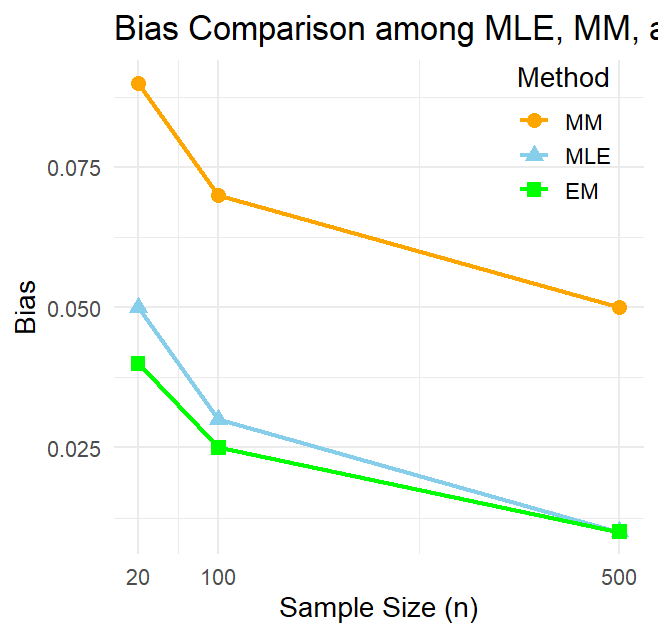 Bias Comparison among MLE, MM, a
Method
MM
MLE
EM
0.075
0.050
0.025
Bias
20 100 500
Sample Size (n)